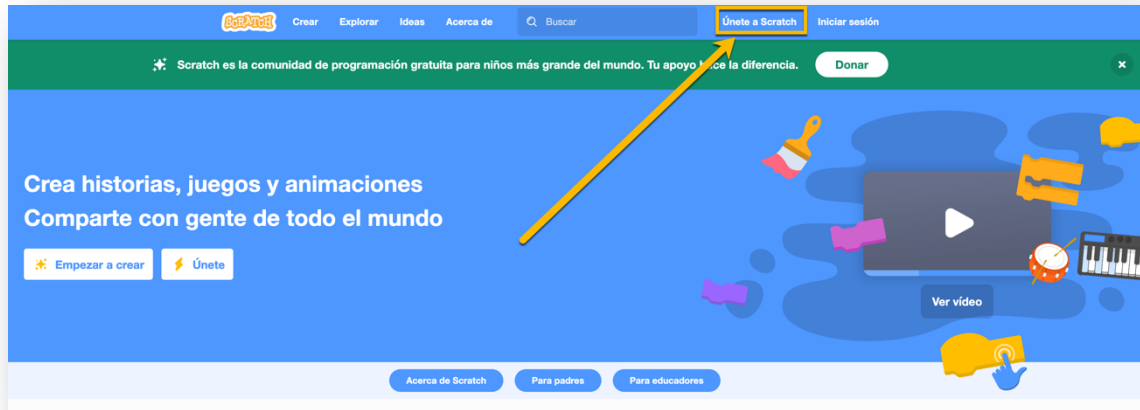 SCRATCH Crear Explorar Ideas Acerca de Buscar Únete a Scratch Iniciar sesión
Scratch es la comunidad de programación gratuita para niños más grande del mundo. Tu apoyo hace la diferencia. Donar
Crea historias, juegos y animaciones
Comparte con gente de todo el mundo
Empezar a crear Únete
Ver vídeo
Acerca de Scratch Para padres Para educadores